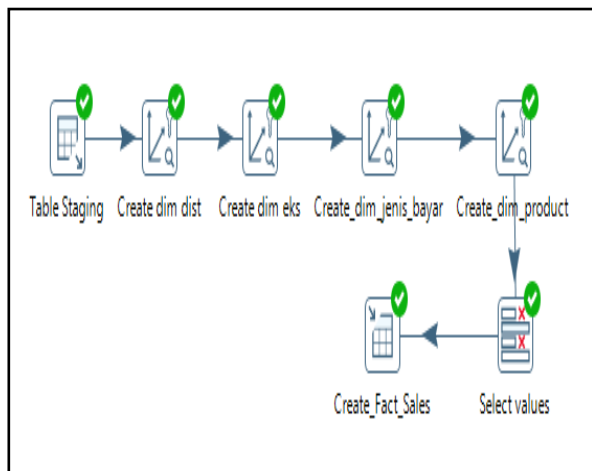 Table Staging
Create dim dist
Create dim eks
Create_dim_jenis_bayar
Create_dim_product
Create_Fact_Sales
Select values